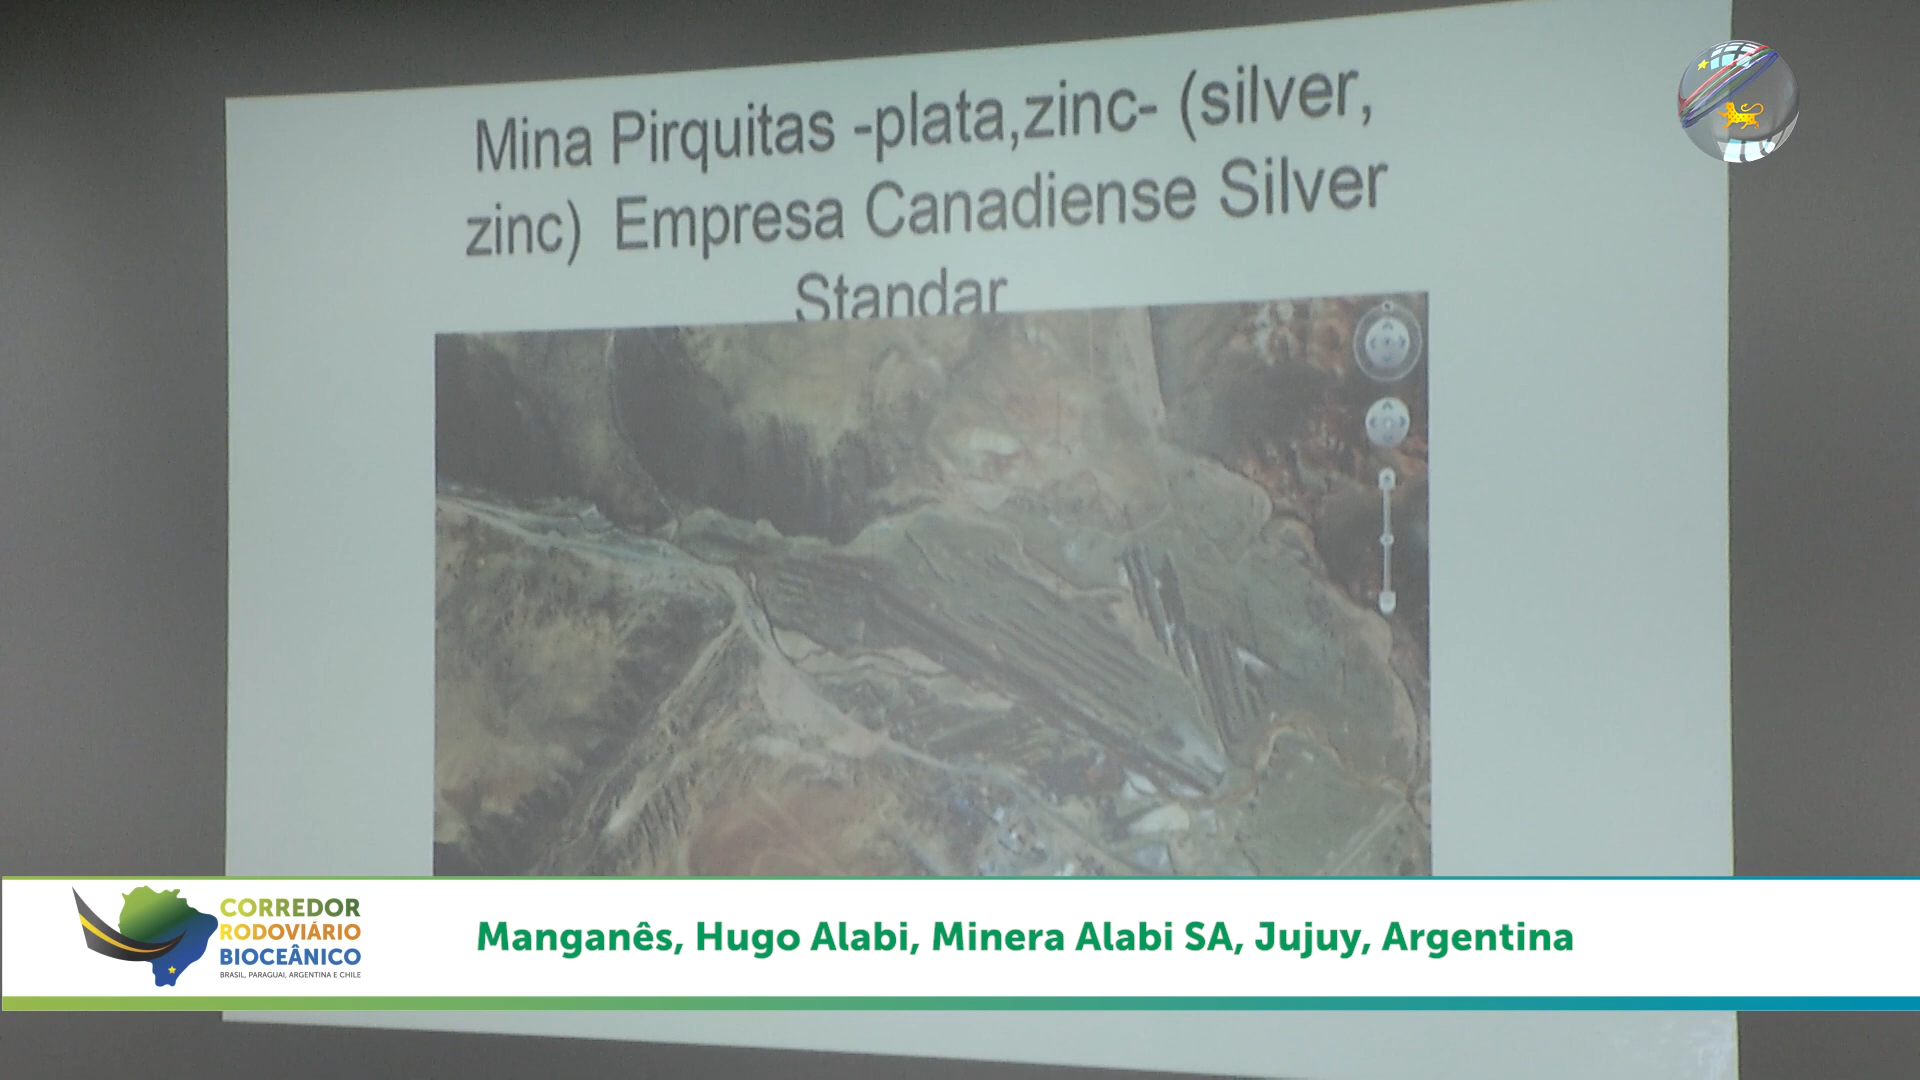 Mina Pirquitas -plata,zinc- (silver,
zinc) Empresa Canadiense Silver
Standar
CORREDOR
RODOVIÁRIO
BIOCEÂNICO
BRASIL, PARAGUAI, ARGENTINA E CHILE
Manganês, Hugo Alabi, Minera Alabi SA, Jujuy, Argentina